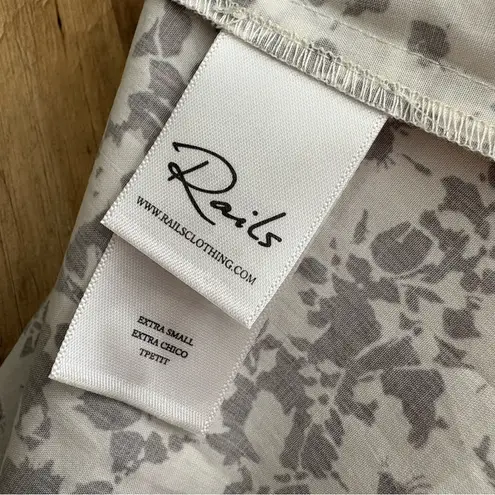 Rails
WWW.RAILSCLOTHING.COM
EXTRA SMALL
EXTRA CHICO
TPETIT